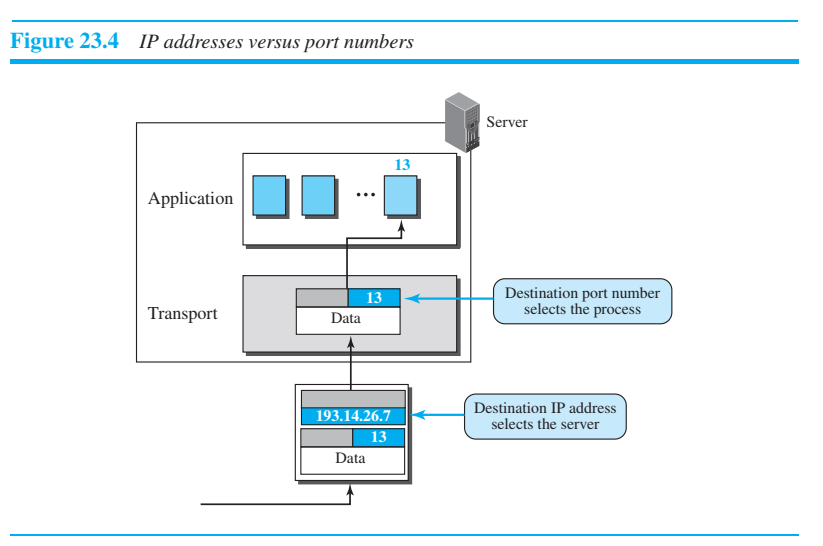 Figure 23.4 IP addresses versus port numbers
Server
13
Application
...
13
Destination port number
selects the process
Transport
Data
193.14.26.7
Destination IP address
selects the server
13
Data